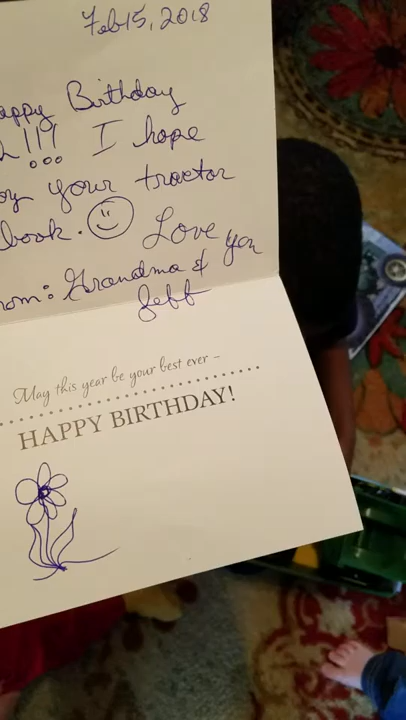 Feb 15, 2018
appy Birthday
!!! I hope
oy your tractor
book. Love you
rom: Grandma &
Jeff
May this year be your best ever –
HAPPY BIRTHDAY!